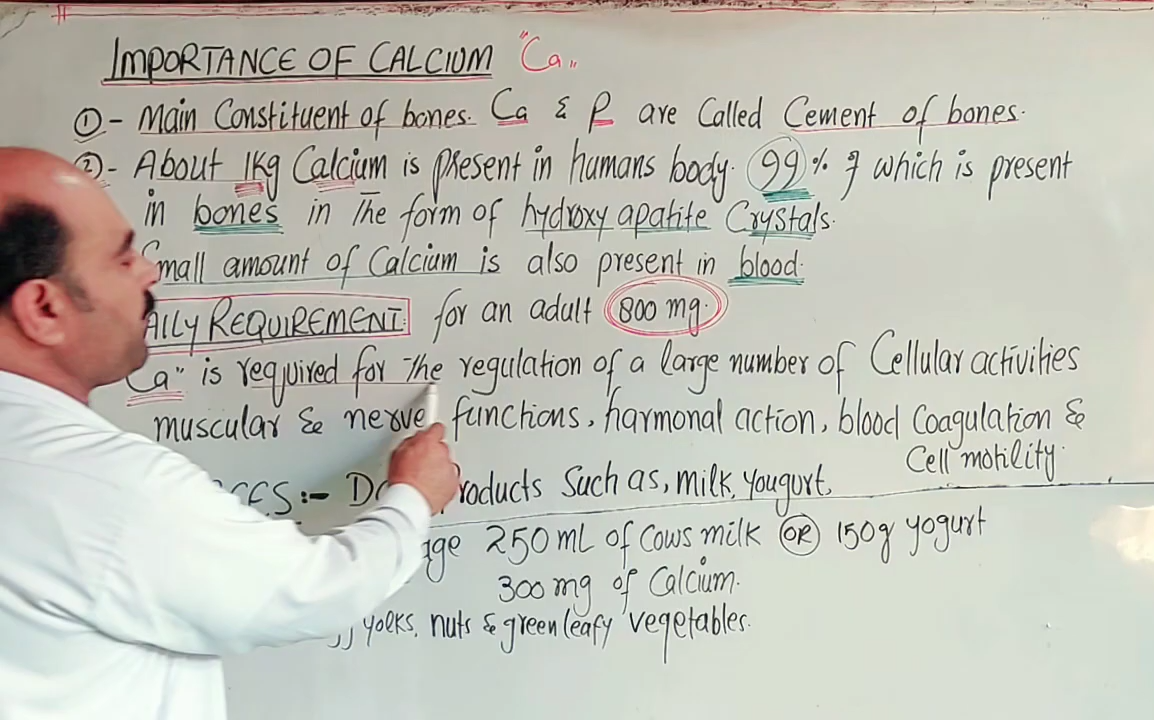 IMPORTANCE OF CALCIUM "Ca"
①- Main Constituent of bones. Ca & P are Called Cement of bones.
②- About 1Kg Calcium is present in humans body. 99% of which is present
in bones in The form of hydroxy apatite Crystals.
Small amount of Calcium is also present in blood.
AILY REQUIREMENT for an adult 800 mg.
Ca" is required for The regulation of a large number of Cellular activities
muscular & nerve functions, harmonal action, blood Coagulation &
Cell motility.
CES:- D roducts Such as, milk, yougurt,
age 250 mL of Cows milk OR 150g yogurt
300 mg of Calcium.
yolks, nuts & green leafy vegetables.